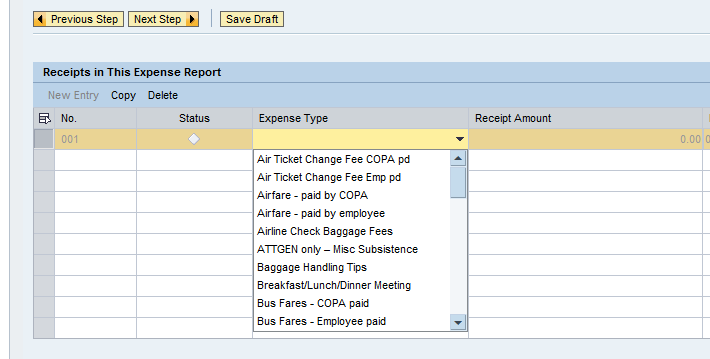 Previous Step Next Step Save Draft
Receipts in This Expense Report
New Entry Copy Delete
No. Status Expense Type Receipt Amount
001 0.00
Air Ticket Change Fee COPA pd
Air Ticket Change Fee Emp pd
Airfare - paid by COPA
Airfare - paid by employee
Airline Check Baggage Fees
ATTGEN only – Misc Subsistence
Baggage Handling Tips
Breakfast/Lunch/Dinner Meeting
Bus Fares - COPA paid
Bus Fares - Employee paid